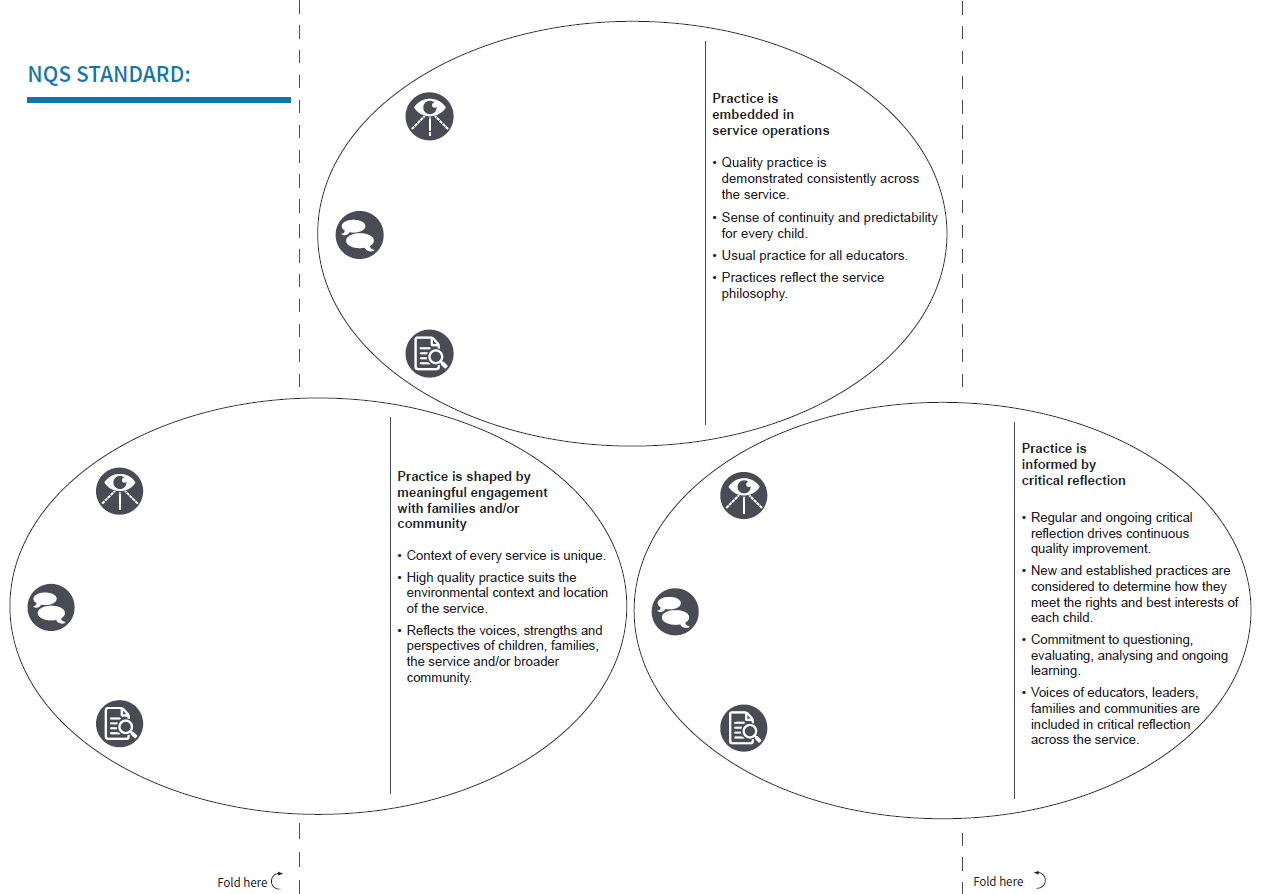 NQS STANDARD:
Practice is
embedded in
service operations
• Quality practice is
demonstrated consistently across
the service.
• Sense of continuity and predictability
for every child.
• Usual practice for all educators.
• Practices reflect the service
philosophy.
Practice is shaped by
meaningful engagement
with families and/or
community
• Context of every service is unique.
• High quality practice suits the
environmental context and location
of the service.
• Reflects the voices, strengths and
perspectives of children, families,
the service and/or broader
community.
Practice is
informed by
critical reflection
• Regular and ongoing critical
reflection drives continuous
quality improvement.
• New and established practices are
considered to determine how they
meet the rights and best interests of
each child.
• Commitment to questioning,
evaluating, analysing and ongoing
learning.
• Voices of educators, leaders,
families and communities are
included in critical reflection
across the service.
Fold here
Fold here